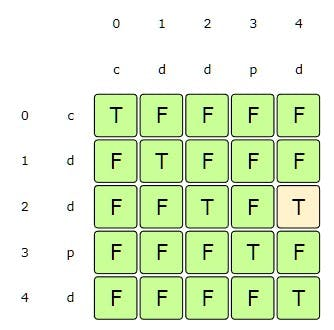 0 1 2 3 4
c d d p d
0 c T F F F F
1 d F T F F F
2 d F F T F T
3 p F F F T F
4 d F F F F T